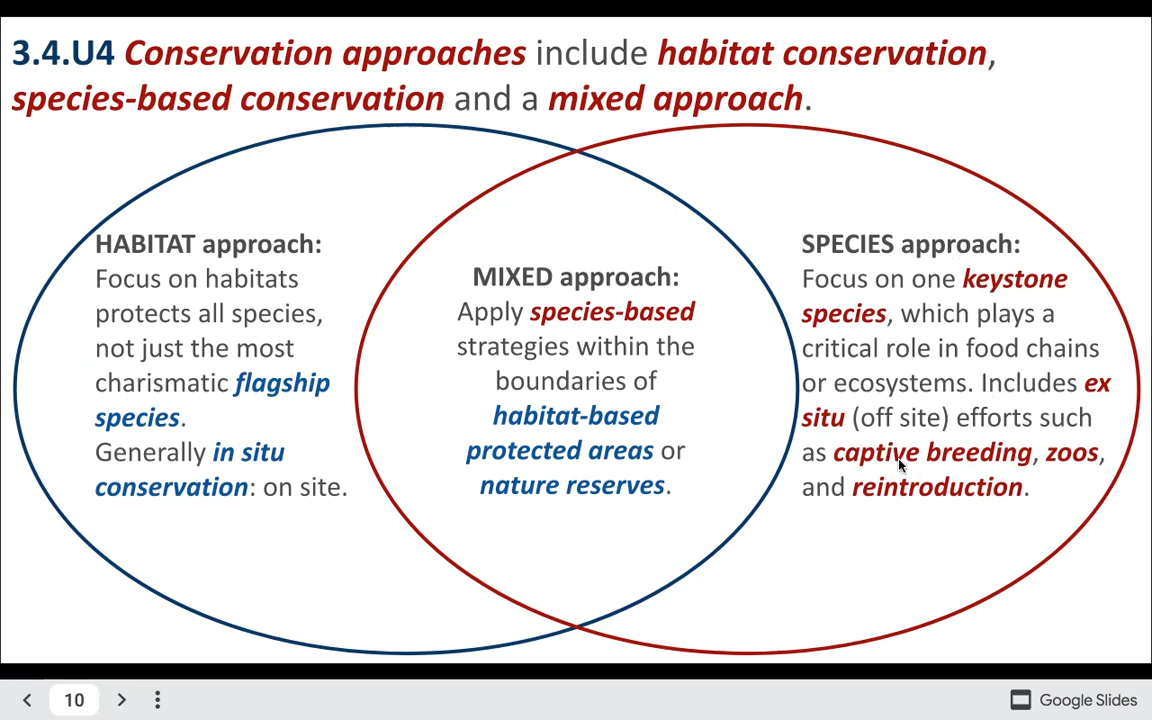 3.4.U4 Conservation approaches include habitat conservation,
species-based conservation and a mixed approach.
HABITAT approach:
Focus on habitats
protects all species,
not just the most
charismatic flagship
species.
Generally in situ
conservation: on site.
MIXED approach:
Apply species-based
strategies within the
boundaries of
habitat-based
protected areas or
nature reserves.
SPECIES approach:
Focus on one keystone
species, which plays a
critical role in food chains
or ecosystems. Includes ex
situ (off site) efforts such
as captive breeding, zoos,
and reintroduction.
10
Google Slides